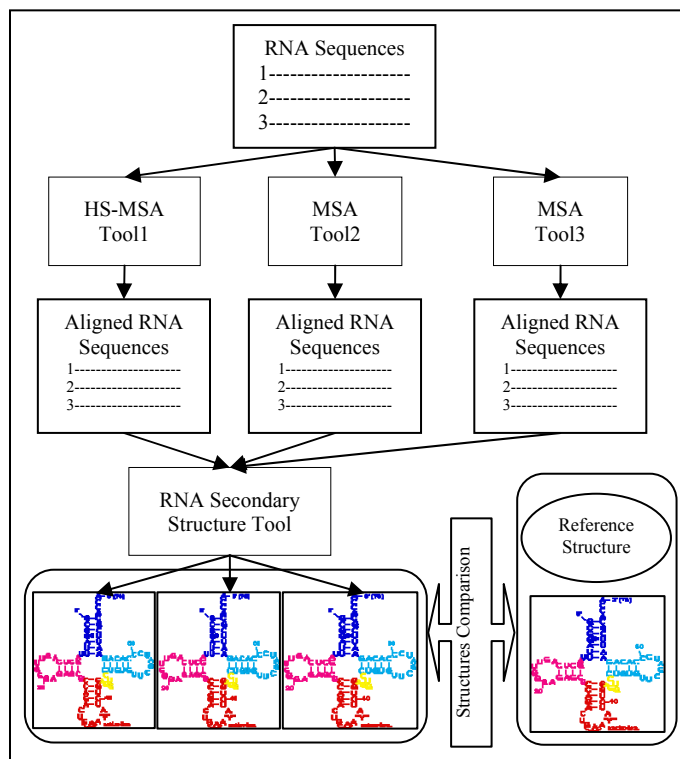 RNA Sequences
1--------------------
2--------------------
3--------------------
HS-MSA
Tool1
MSA
Tool2
MSA
Tool3
Aligned RNA
Sequences
1--------------------
2--------------------
3--------------------
Aligned RNA
Sequences
1--------------------
2--------------------
3--------------------
Aligned RNA
Sequences
1--------------------
2--------------------
3--------------------
RNA Secondary
Structure Tool
Structures Comparison
Reference
Structure